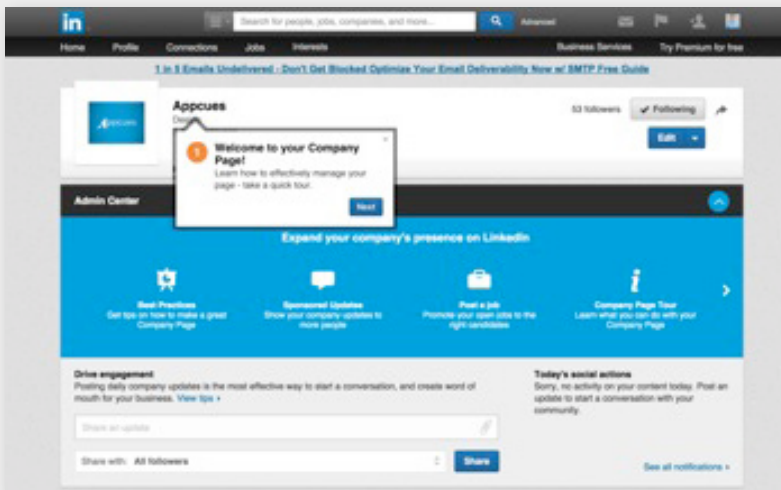 in
Search for people, jobs, companies, and more...
Advanced
Home Profile Connections Jobs Interests Business Services Try Premium for free
1 in 5 Emails Undelivered - Don't Get Blocked Optimize Your Email Deliverability Now w/ SMTP Free Guide
Appcues
Appcues
53 followers
Following
Edit
1
Welcome to your Company
Page!
Learn how to effectively manage your
page - take a quick tour.
Next
Admin Center
Expand your company's presence on LinkedIn
Best Practices
Get tips on how to make a great
Company Page
Sponsored Updates
Show your company updates to
more people
Post a job
Promote your open jobs to the
right candidates
Company Page Tour
Learn what you can do with your
Company Page
Drive engagement
Posting daily company updates is the most effective way to start a conversation, and create word of
mouth for your business. View tips ›
Share an update
Share with: All followers
Share
Today's social actions
Sorry, no activity on your content today. Post an
update to start a conversation with your
community.
See all notifications ›